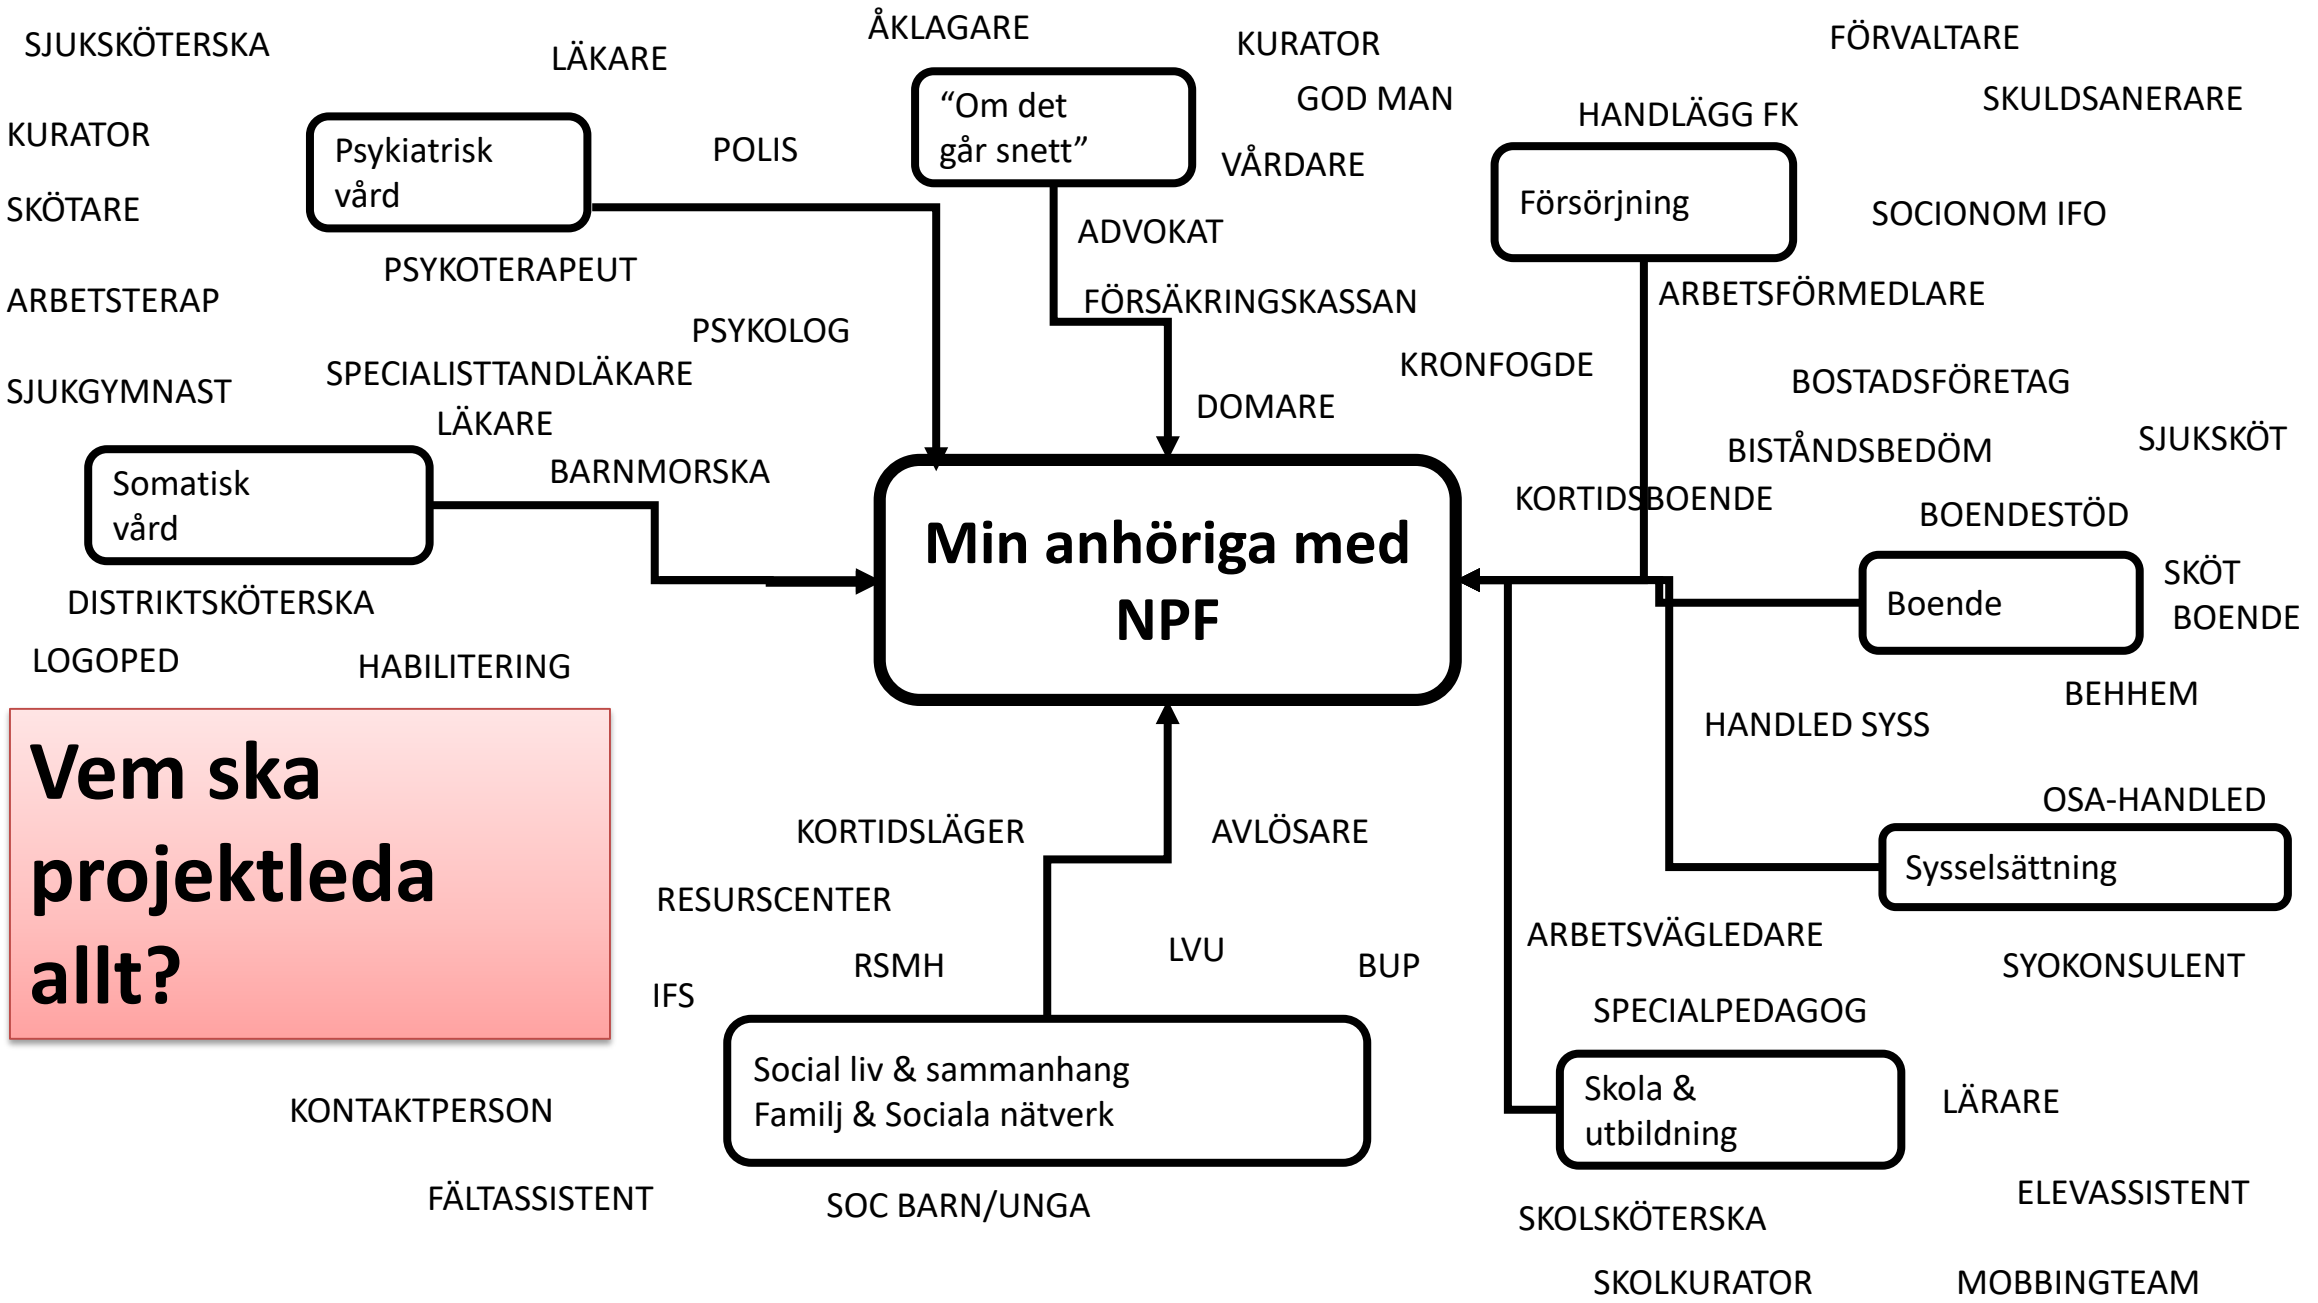 ÅKLAGARE
SJUKSKÖTERSKA
LÄKARE
KURATOR
FÖRVALTARE
“Om det
går snett”
GOD MAN
SKULDSANERARE
HANDLÄGG FK
KURATOR
Psykiatrisk
vård
POLIS
VÅRDARE
SKÖTARE
Försörjning
SOCIONOM IFO
ADVOKAT
PSYKOTERAPEUT
ARBETSTERAP
FÖRSÄKRINGSKASSAN
ARBETSFÖRMEDLARE
PSYKOLOG
SJUKGYMNAST
SPECIALISTTANDLÄKARE
KRONFOGDE
BOSTADSFÖRETAG
LÄKARE
DOMARE
BISTÅNDSBEDÖM
SJUKSKÖT
Somatisk
vård
BARNMORSKA
KORTIDSBOENDE
BOENDESTÖD
Min anhöriga med
NPF
SKÖT
BOENDE
Boende
DISTRIKTSKÖTERSKA
LOGOPED
HABILITERING
BEHHEM
HANDLED SYSS
Vem ska
projektleda
allt?
OSA-HANDLED
KORTIDSLÄGER
AVLÖSARE
Sysselsättning
RESURSCENTER
ARBETSVÄGLEDARE
RSMH
LVU
BUP
SYOKONSULENT
IFS
SPECIALPEDAGOG
Social liv & sammanhang
Familj & Sociala nätverk
Skola &
utbildning
LÄRARE
KONTAKTPERSON
FÄLTASSISTENT
SOC BARN/UNGA
ELEVASSISTENT
SKOLSKÖTERSKA
SKOLKURATOR
MOBBINGTEAM